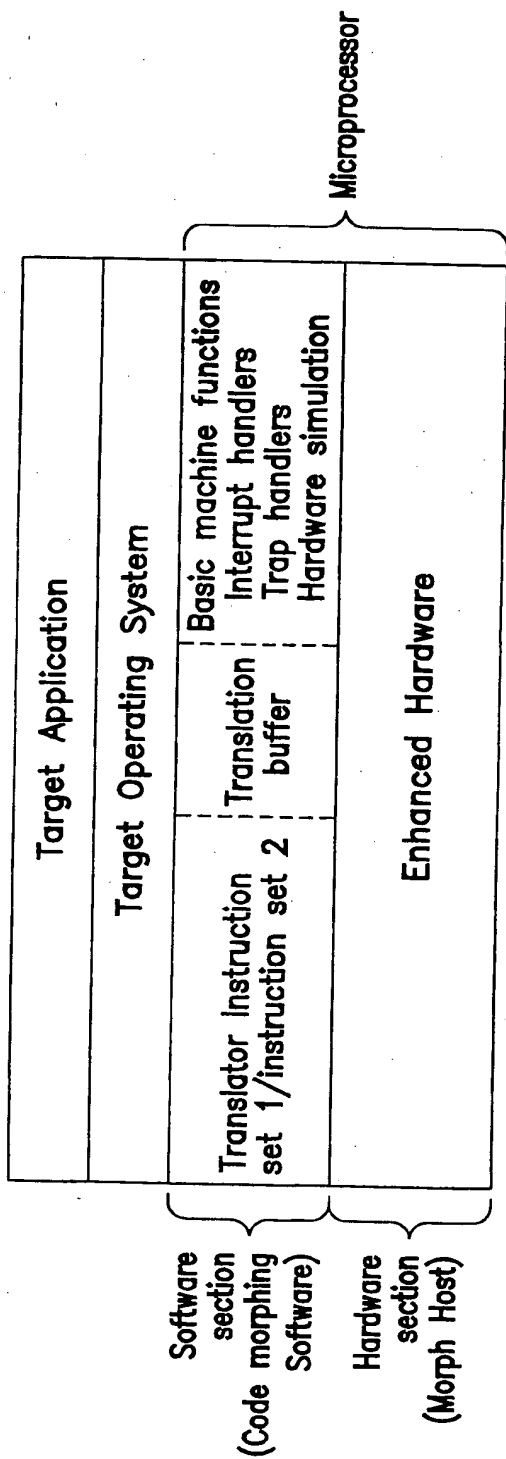 Target Application
Target Operating System
Translator Instruction
set 1/instruction set 2
Translation
buffer
Basic machine functions
Interrupt handlers
Trap handlers
Hardware simulation
Enhanced Hardware
Software
section
(Code morphing
Software)
Hardware
section
(Morph Host)
Microprocessor